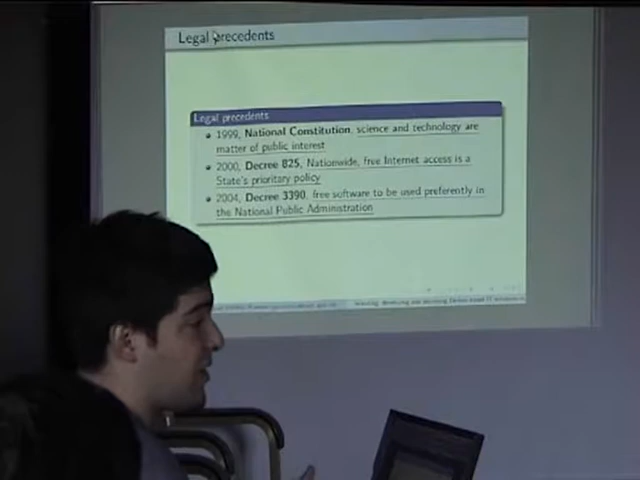 Legal precedents
Legal precedents
1999, National Constitution, science and technology are
matter of public interest
2000, Decree 825, Nationwide, free Internet access is a
State's prioritary policy
2004, Decree 3390, free software to be used preferently in
the National Public Administration